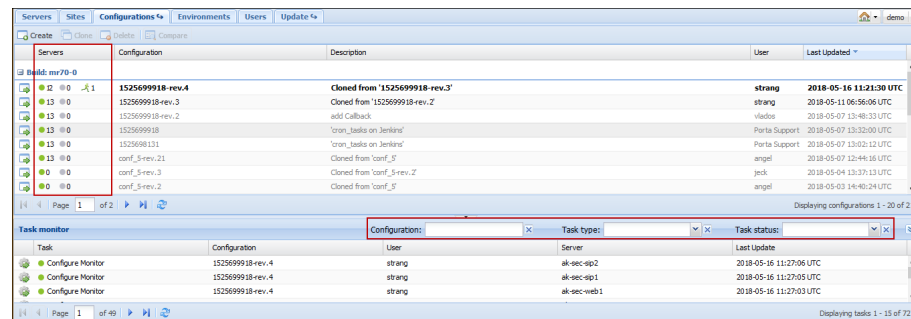 Servers Sites Configurations Environments Users Update demo
Create Clone Delete Compare
Servers Configuration Description User Last Updated
Build: mr70-0
12 0 1 1525699918-rev.4 Cloned from '1525699918-rev.3' strang 2018-05-16 11:21:30 UTC
13 0 1525699918-rev.3 Cloned from '1525699918-rev.2' strang 2018-05-11 06:56:06 UTC
13 0 1525699918-rev.2 add Callback vlados 2018-05-07 13:48:33 UTC
13 0 1525699918 'cron_tasks on Jenkins' Porta Support 2018-05-07 13:32:00 UTC
13 0 1525698131 'cron_tasks on Jenkins' Porta Support 2018-05-07 13:02:12 UTC
13 0 conf_5-rev.21 Cloned from 'conf_5' angel 2018-05-07 12:44:16 UTC
0 0 conf_5-rev.3 Cloned from 'conf_5-rev.2' jeck 2018-05-04 13:37:13 UTC
0 0 conf_5-rev.2 Cloned from 'conf_5' angel 2018-05-03 14:40:24 UTC
Page 1 of 2 Displaying configurations 1 - 20 of 2
Task monitor Configuration: Task type: Task status:
Task Configuration User Server Last Update
Configure Monitor 1525699918-rev.4 strang ak-sec-sip2 2018-05-16 11:27:06 UTC
Configure Monitor 1525699918-rev.4 strang ak-sec-sip1 2018-05-16 11:27:05 UTC
Configure Monitor 1525699918-rev.4 strang ak-sec-web1 2018-05-16 11:27:03 UTC
Page 1 of 49 Displaying tasks 1 - 15 of 72